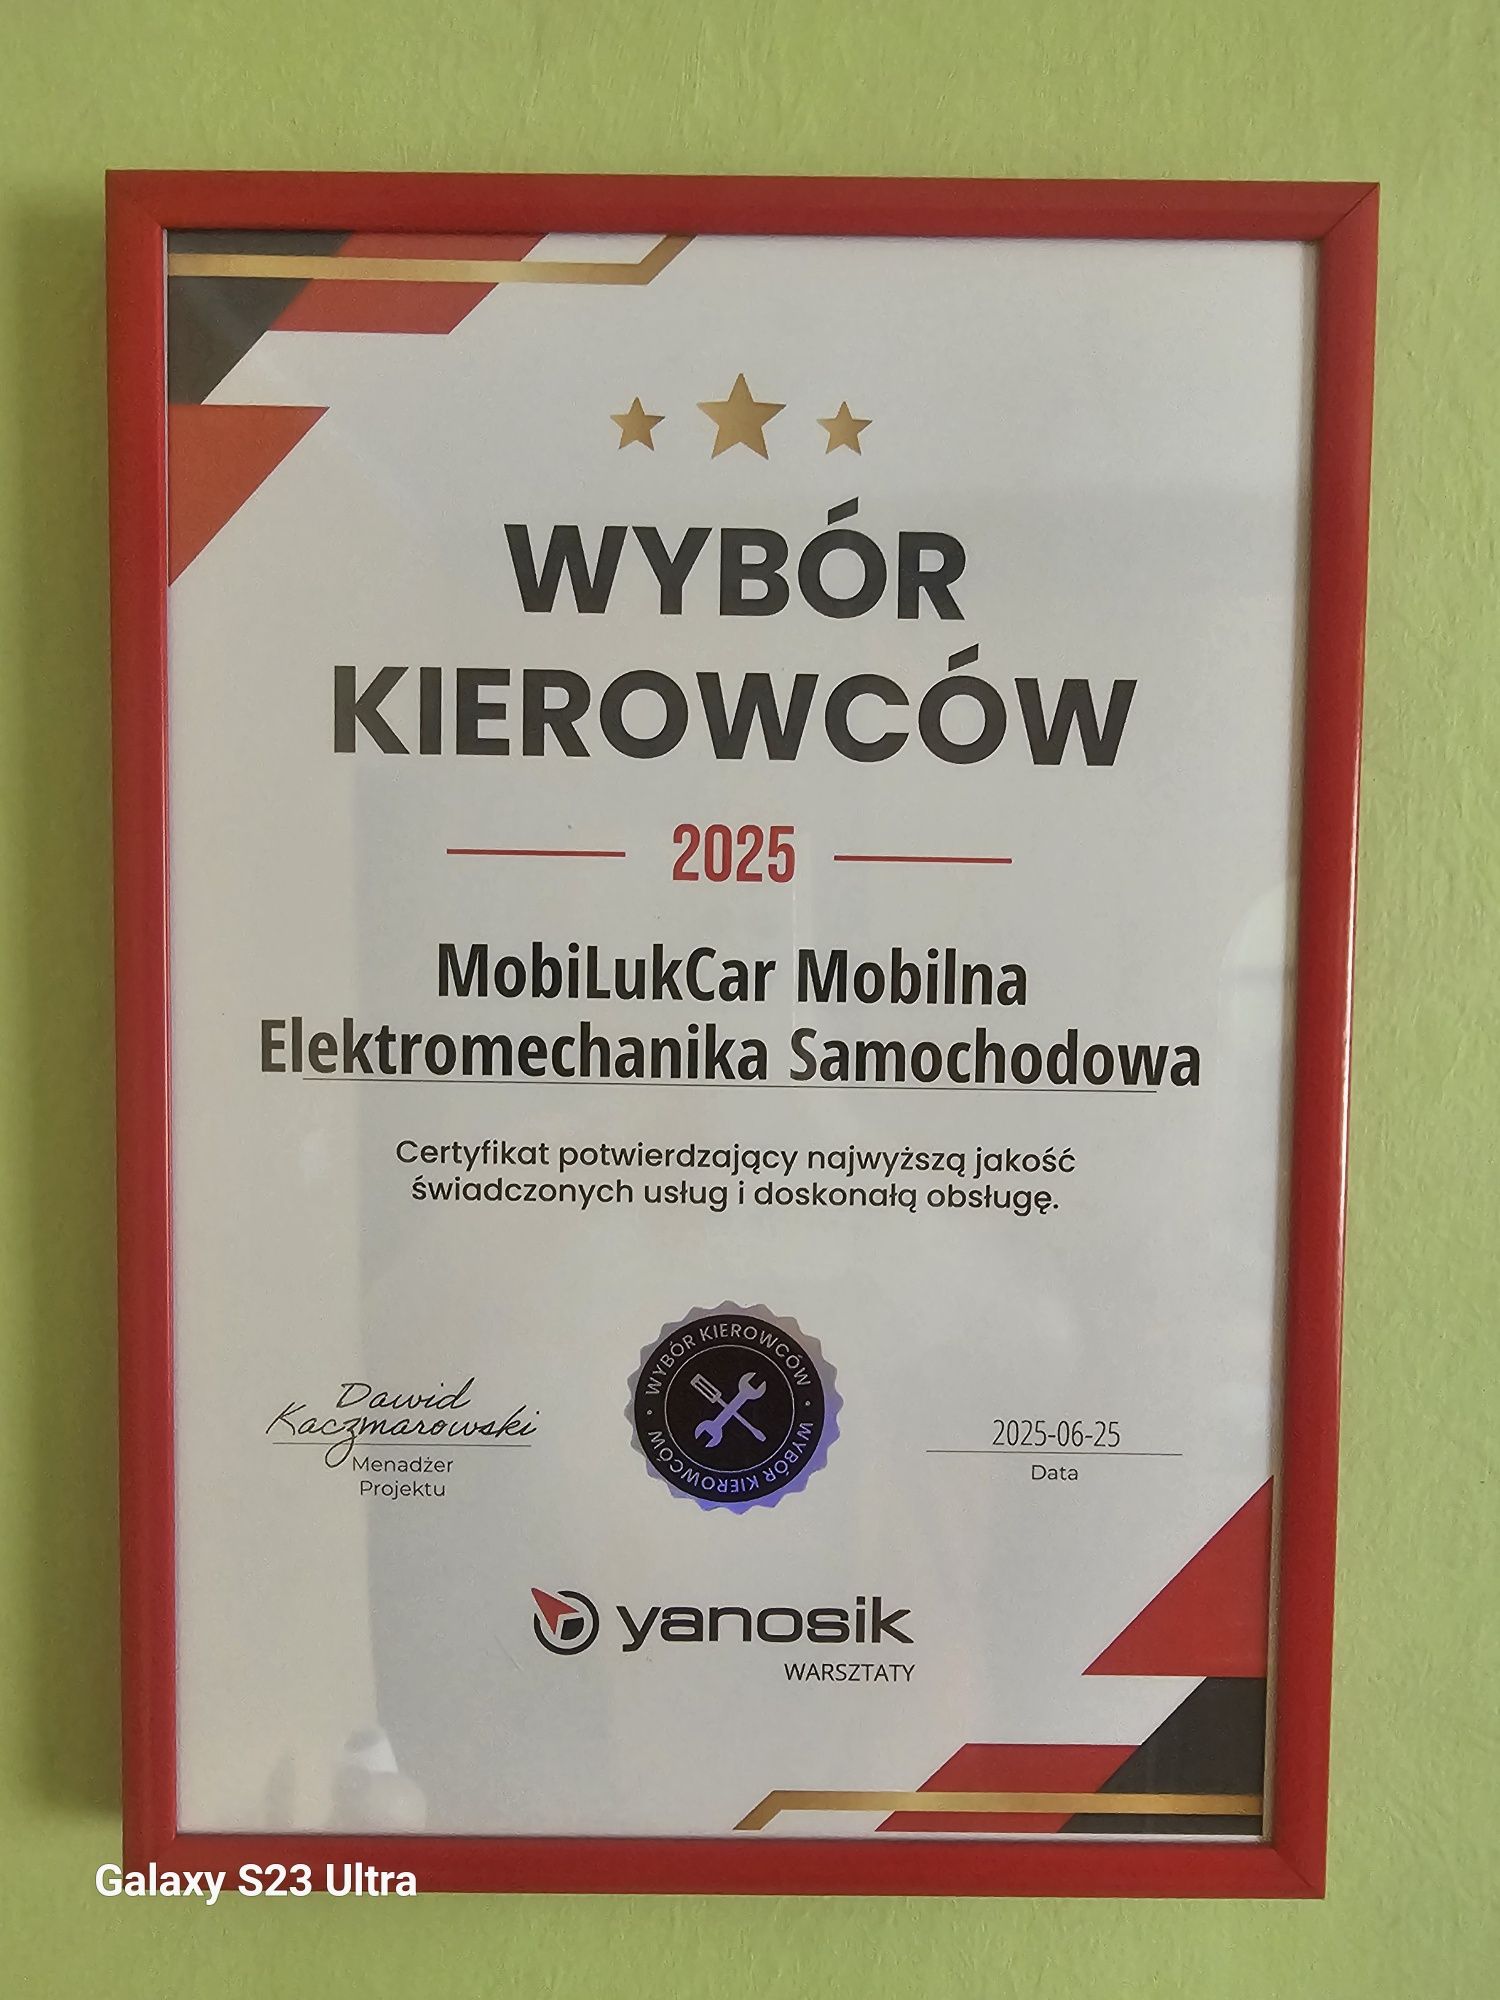 WYBÓR
KIEROWCÓW
2025
MobiLukCar Mobilna
Elektromechanika Samochodowa
Certyfikat potwierdzający najwyższą jakość
świadczonych usług i doskonałą obsługę.
WYBÓR KIEROWCÓW • WYBÓR KIEROWCÓW •
Dawid
Kaczmarowski
Menadżer
Projektu
2025-06-25
Data
yanosik
WARSZTATY
Galaxy S23 Ultra